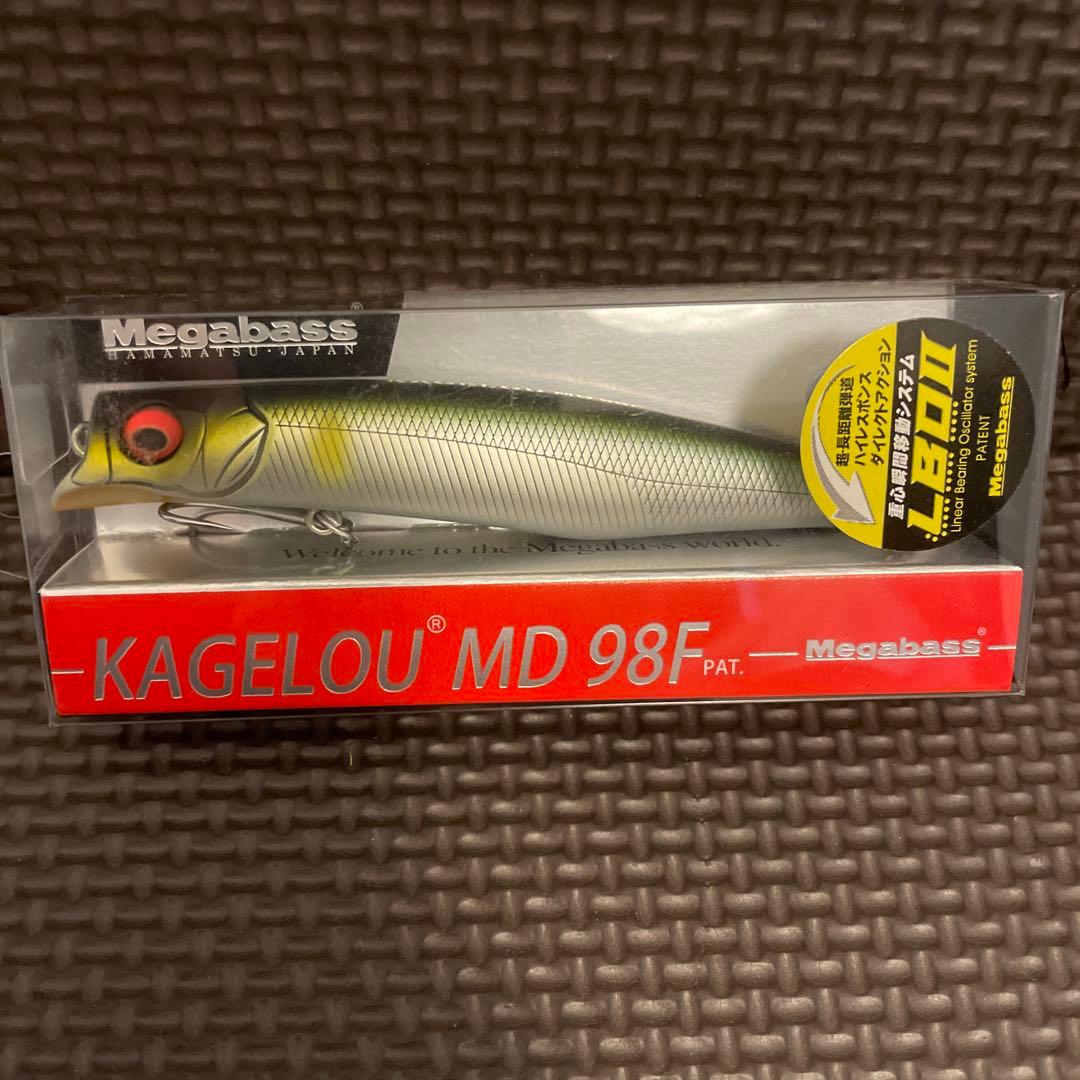 Megabass®
HAMAMATSU・JAPAN
超-長距離弾道
ハイレスポンス
ダイレクトアクション
重心瞬間移動システム
LBOII
Linear Bearing Oscillator system
PATENT
Megabass
Welcome to the Megabass world.
KAGELOU® MD 98F PAT.
Megabass®